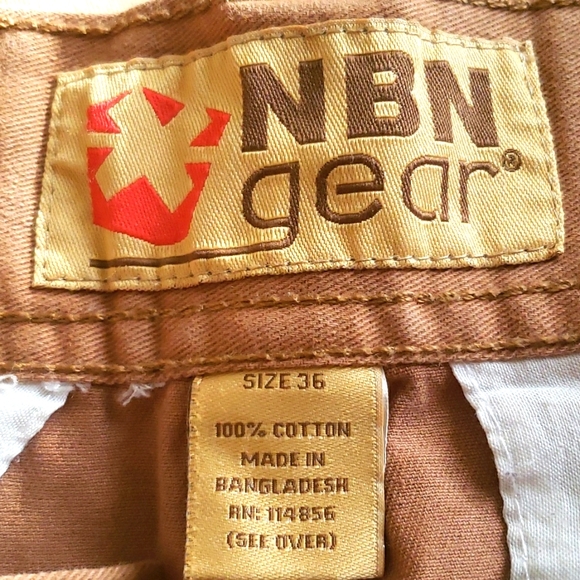 NBN
gear®
SIZE 36
100% COTTON
MADE IN
BANGLADESH
RN: 114856
(SEE OVER)